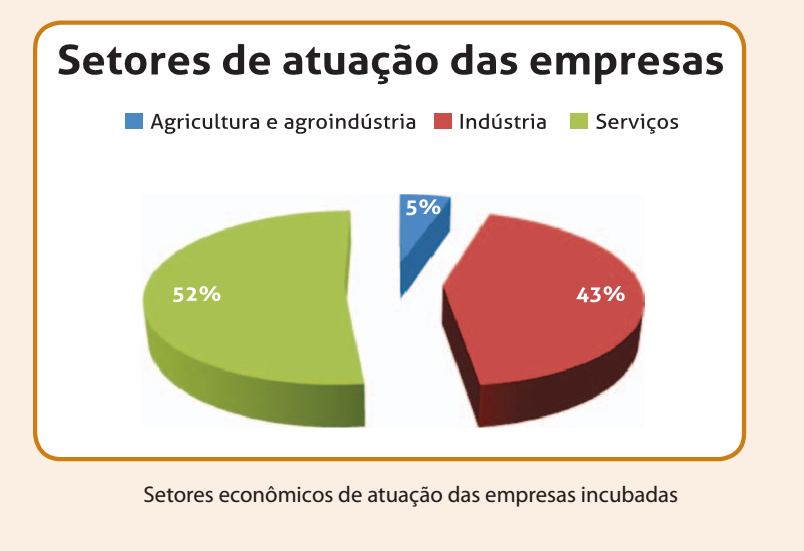 Setores de atuação das empresas
Agricultura e agroindústria Indústria Serviços
5%
52%
43%
Setores econômicos de atuação das empresas incubadas